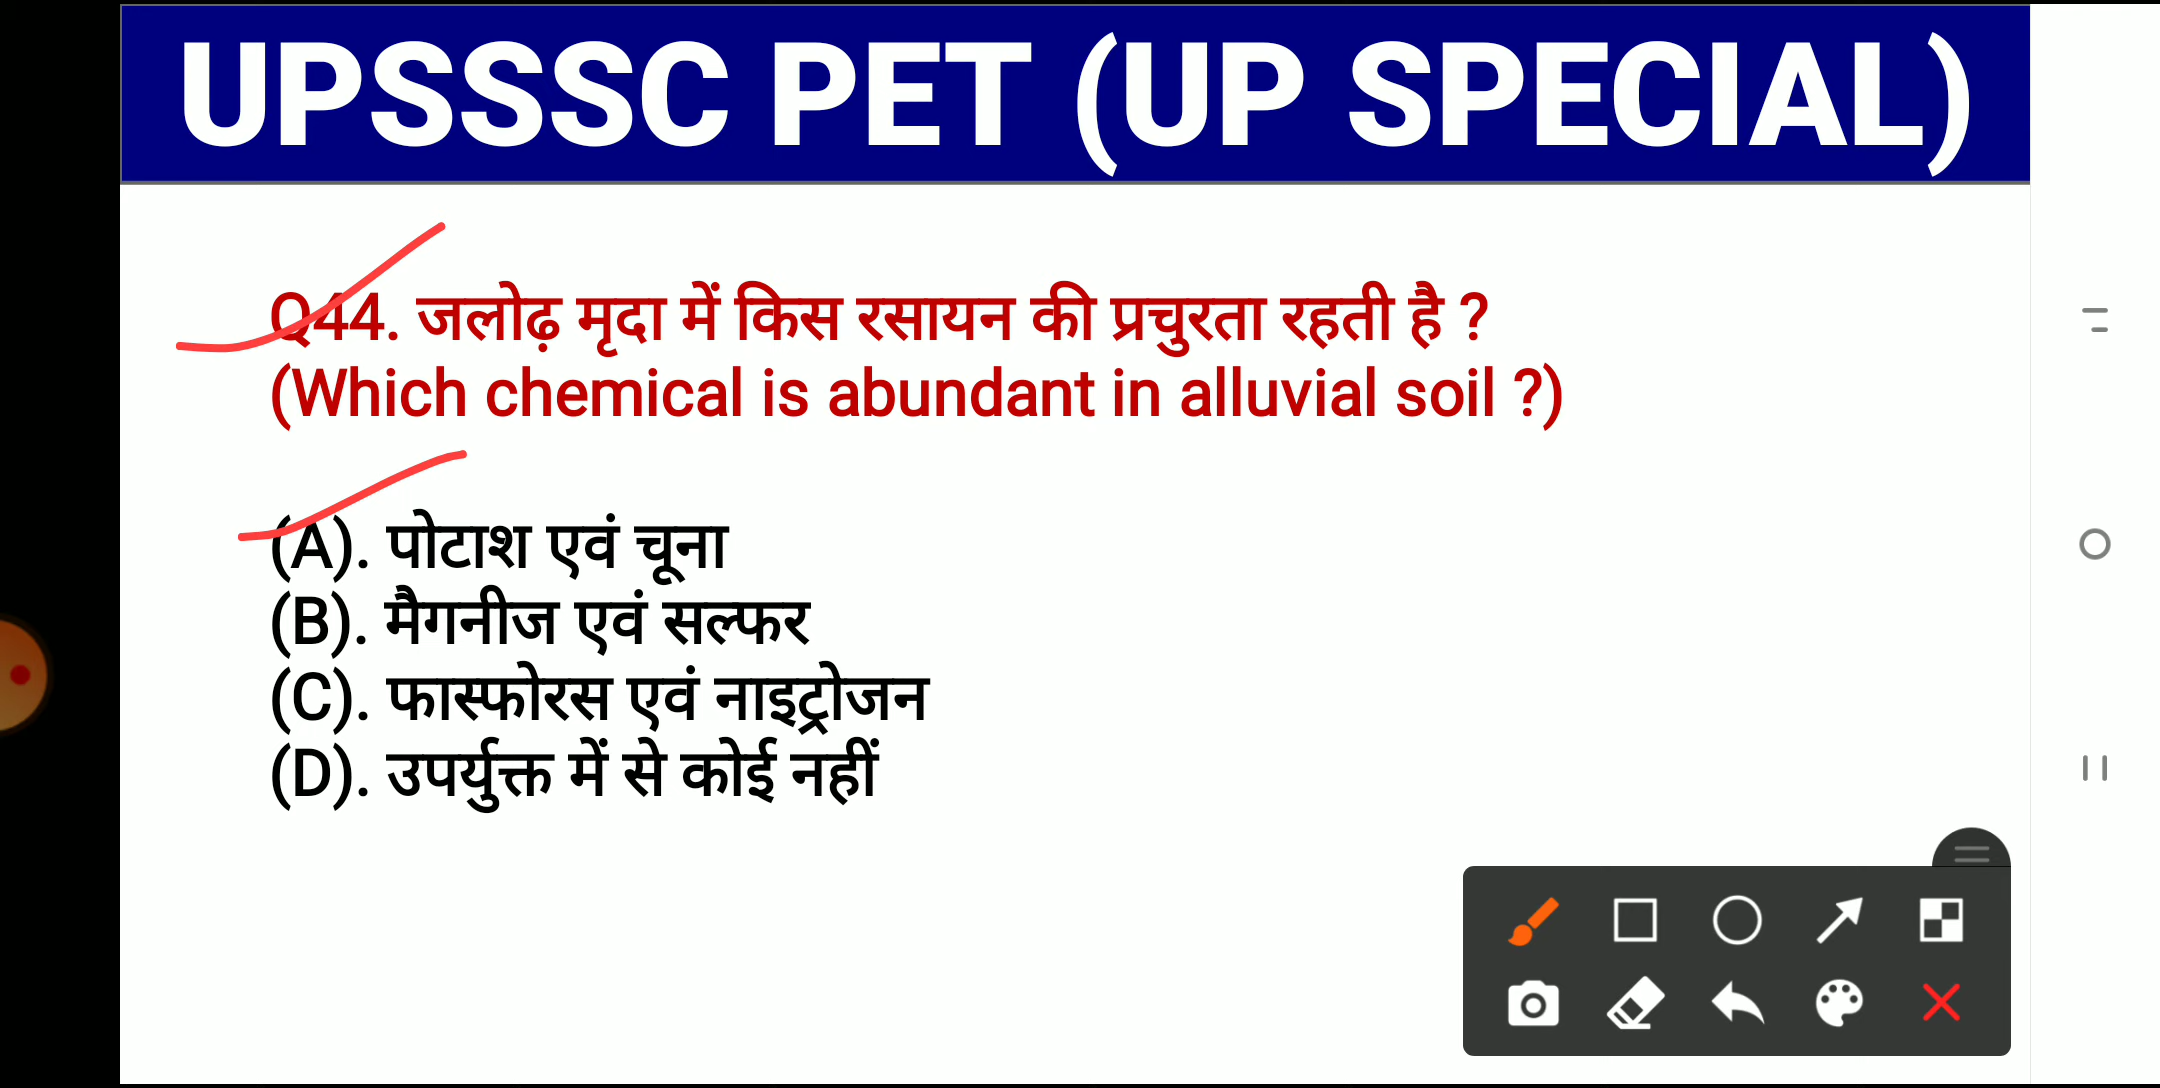 UPSSSC PET (UP SPECIAL)
Q44. जलोढ़ मृदा में किस रसायन की प्रचुरता रहती है ?
(Which chemical is abundant in alluvial soil ?)
(A). पोटाश एवं चूना
(B). मैगनीज एवं सल्फर
(C). फास्फोरस एवं नाइट्रोजन
(D). उपर्युक्त में से कोई नहीं